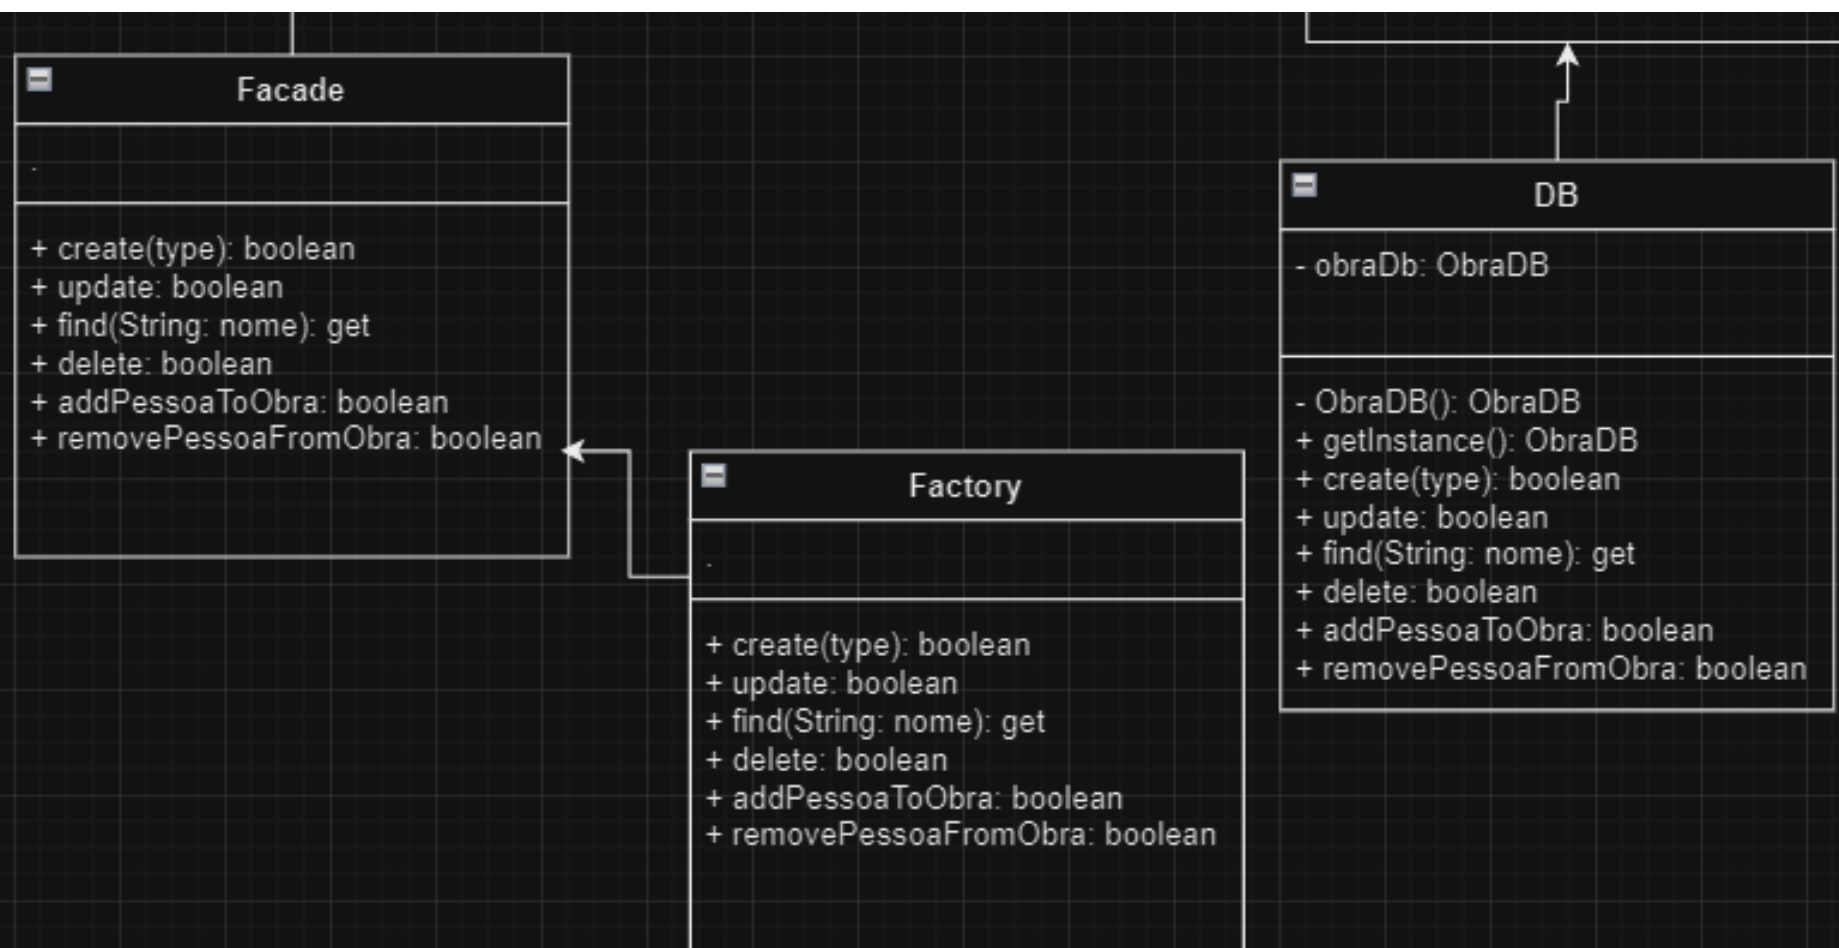 Facade
.
+ create(type): boolean
+ update: boolean
+ find(String: nome): get
+ delete: boolean
+ addPessoaToObra: boolean
+ removePessoaFromObra: boolean
Factory
.
+ create(type): boolean
+ update: boolean
+ find(String: nome): get
+ delete: boolean
+ addPessoaToObra: boolean
+ removePessoaFromObra: boolean
DB
- obraDb: ObraDB
- ObraDB(): ObraDB
+ getInstance(): ObraDB
+ create(type): boolean
+ update: boolean
+ find(String: nome): get
+ delete: boolean
+ addPessoaToObra: boolean
+ removePessoaFromObra: boolean